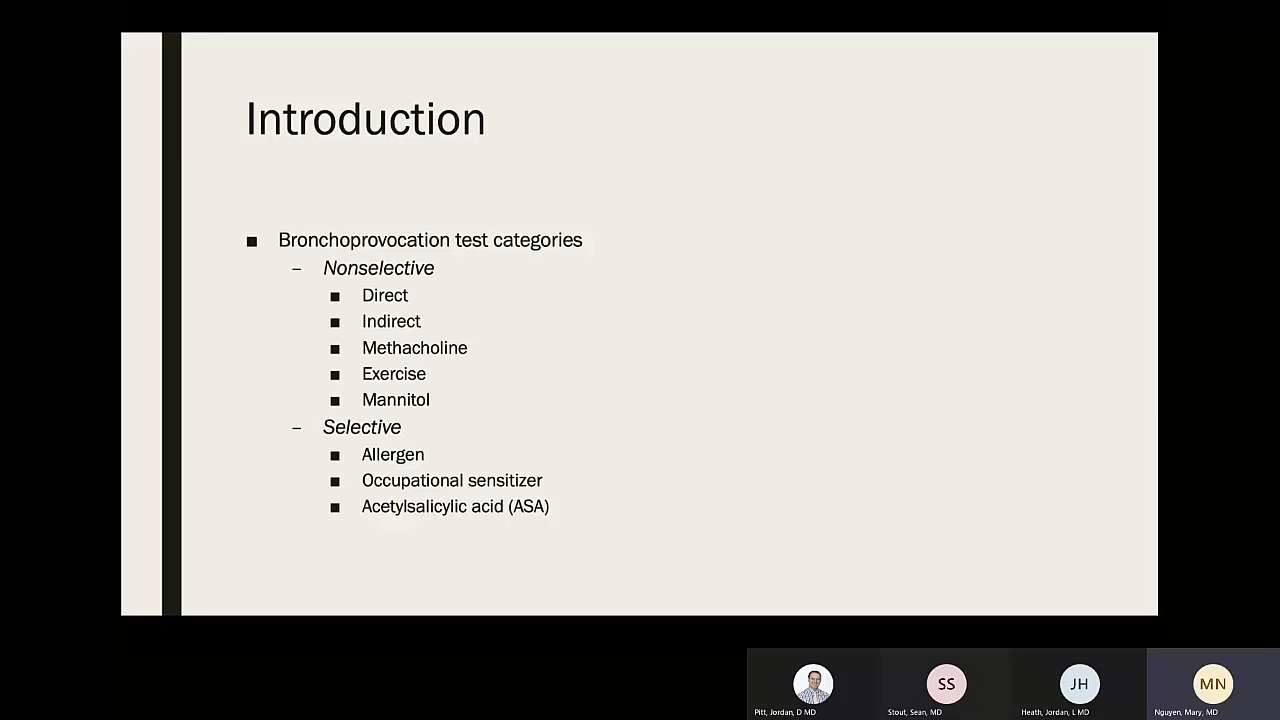 Introduction
■ Bronchoprovocation test categories
– Nonselective
■ Direct
■ Indirect
■ Methacholine
■ Exercise
■ Mannitol
– Selective
■ Allergen
■ Occupational sensitizer
■ Acetylsalicylic acid (ASA)
SS
JH
MN
Pitt, Jordan, D MD
Stout, Sean, MD
Heath, Jordan, L MD
Nguyen, Mary, MD